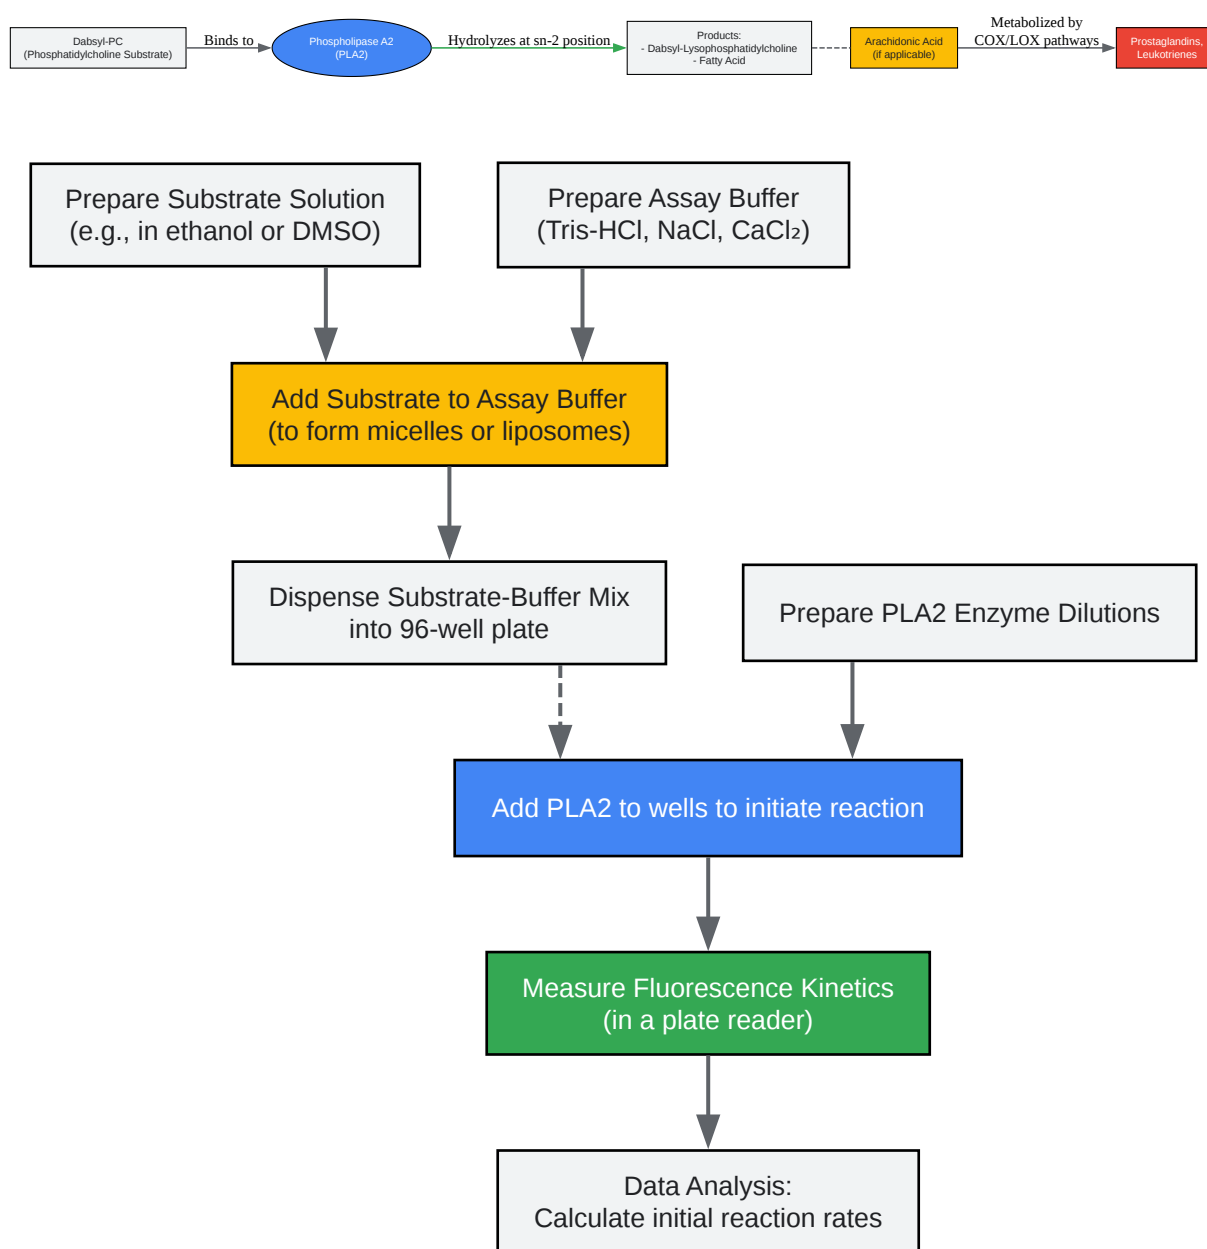 Dabsyl-PC
(Phosphatidylcholine Substrate)
Binds to
Phospholipase A2
(PLA2)
Hydrolyzes at sn-2 position
Products:
- Dabsyl-Lysophosphatidylcholine
- Fatty Acid
Arachidonic Acid
(if applicable)
Metabolized by
COX/LOX pathways
Prostaglandins,
Leukotrienes
Prepare Substrate Solution
(e.g., in ethanol or DMSO)
Prepare Assay Buffer
(Tris-HCl, NaCl, CaCl₂)
Add Substrate to Assay Buffer
(to form micelles or liposomes)
Dispense Substrate-Buffer Mix
into 96-well plate
Prepare PLA2 Enzyme Dilutions
Add PLA2 to wells to initiate reaction
Measure Fluorescence Kinetics
(in a plate reader)
Data Analysis:
Calculate initial reaction rates